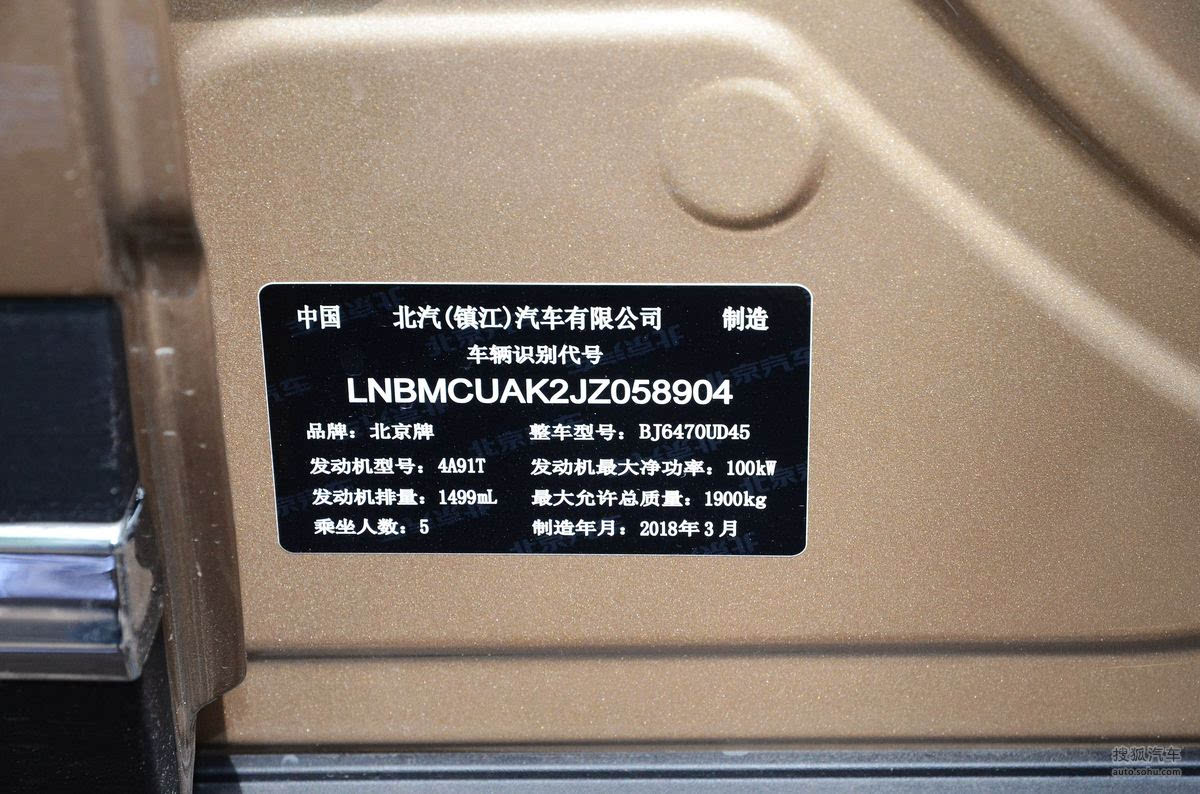 中国 北汽(镇江)汽车有限公司 制造
车辆识别代号
LNBMCUAK2JZ058904
品牌：北京牌 整车型号：BJ6470UD45
发动机型号：4A91T 发动机最大净功率：100kW
发动机排量：1499mL 最大允许总质量：1900kg
乘坐人数：5 制造年月：2018年3月
搜狐汽车
auto.sohu.com